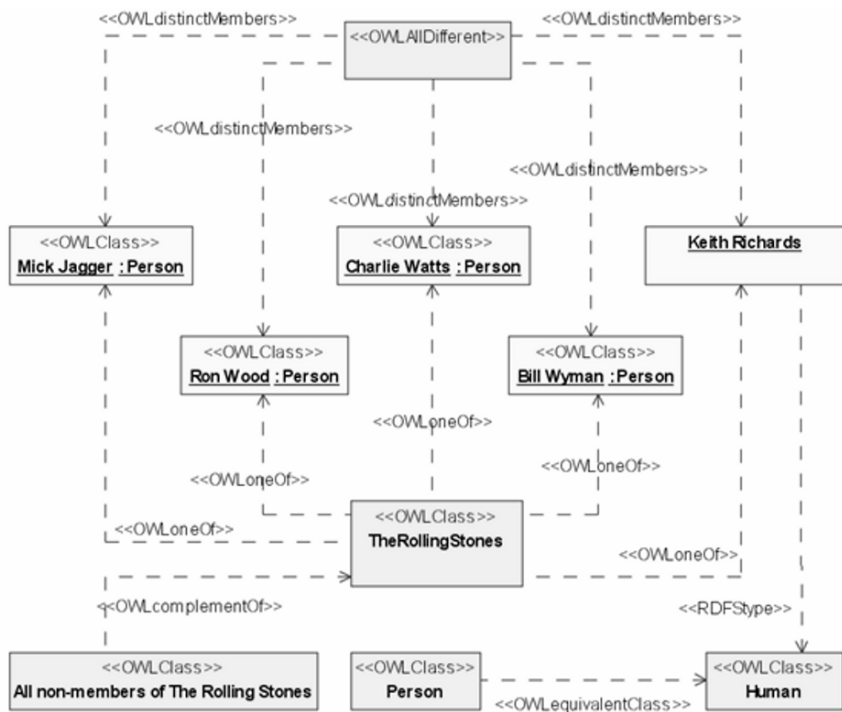 <<OWLdistinctMembers>>
<<OWLdistinctMembers>>
<<OWLAllDifferent>>
<<OWLdistinctMembers>>
<<OWLdistinctMembers>>
<<OWLdistinctMembers>>
<<OWLClass>>
Mick Jagger : Person
<<OWLClass>>
Charlie Watts : Person
Keith Richards
<<OWLClass>>
Ron Wood : Person
<<OWLClass>>
Bill Wyman : Person
<<OWLoneOf>>
<<OWLoneOf>>
<<OWLoneOf>>
<<OWLClass>>
TheRollingStones
<<OWLoneOf>>
<<OWLoneOf>>
<<OWLcomplementOf>>
<<RDFStype>>
<<OWLClass>>
All non-members of The Rolling Stones
<<OWLClass>>
Person
<<OWLequivalentClass>>
<<OWLClass>>
Human